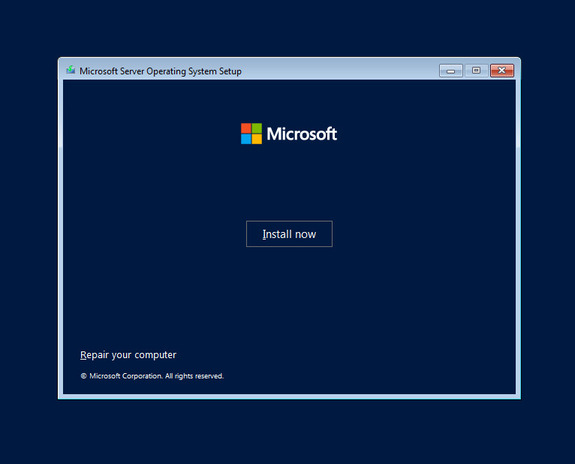 Microsoft Server Operating System Setup
Microsoft
Install now
Repair your computer
© Microsoft Corporation. All rights reserved.